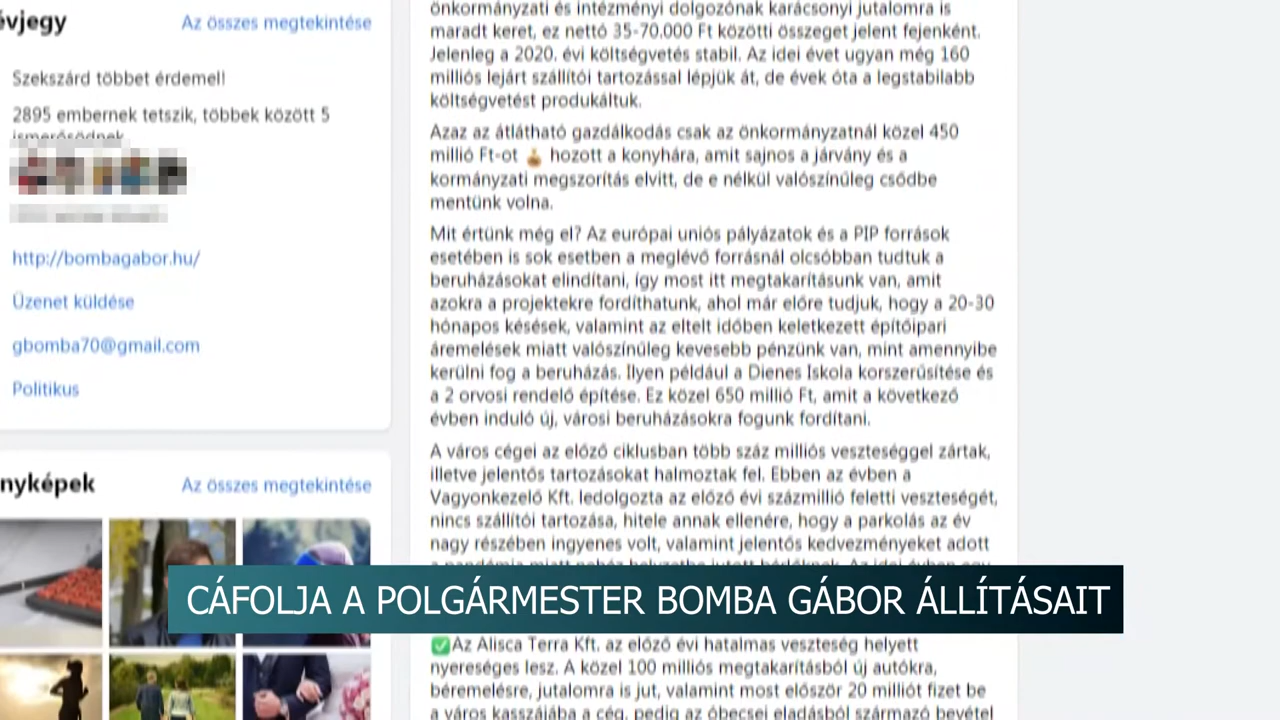 évjegy
Az összes megtekintése
Szekszárd többet érdemel!
2895 embernek tetszik, többek között 5
ismerősödnek
http://bombagabor.hu/
Üzenet küldése
gbomba70@gmail.com
Politikus
nyképek
Az összes megtekintése
önkormányzati és intézményi dolgozónak karácsonyi jutalomra is
maradt keret, ez nettó 35-70.000 Ft közötti összeget jelent fejenként.
Jelenleg a 2020. évi költségvetés stabil. Az idei évet ugyan még 160
milliós lejárt szállítói tartozással lépjük át, de évek óta a legstabilabb
költségvetést produkáltuk.
Azaz az átlátható gazdálkodás csak az önkormányzatnál közel 450
millió Ft-ot hozott a konyhára, amit sajnos a járvány és a
kormányzati megszorítás elvitt, de e nélkül valószínűleg csődbe
mentünk volna.
Mit értünk még el? Az európai uniós pályázatok és a PIP források
esetében is sok esetben a meglévő forrásnál olcsóbban tudtuk a
beruházásokat elindítani, így most itt megtakarításunk van, amit
azokra a projektekre fordíthatunk, ahol már előre tudjuk, hogy a 20-30
hónapos késések, valamint az eltelt időben keletkezett építőipari
áremelések miatt valószínűleg kevesebb pénzünk van, mint amennyibe
kerülni fog a beruházás. Ilyen például a Dienes Iskola korszerűsítése és
a 2 orvosi rendelő építése. Ez közel 650 millió Ft, amit a következő
évben induló új, városi beruházásokra fogunk fordítani.
A város cégei az előző ciklusban több száz milliós veszteséggel zártak,
illetve jelentős tartozásokat halmoztak fel. Ebben az évben a
Vagyonkezelő Kft. ledolgozta az előző évi százmillió feletti veszteségét,
nincs szállítói tartozása, hitele annak ellenére, hogy a parkolás az év
nagy részében ingyenes volt, valamint jelentős kedvezményeket adott
CÁFOLJA A POLGÁRMESTER BOMBA GÁBOR ÁLLÍTÁSAIT
✅Az Alisca Terra Kft. az előző évi hatalmas veszteség helyett
nyereséges lesz. A közel 100 milliós megtakarításból új autókra,
béremelésre, jutalomra is jut, valamint most először 20 milliót fizet be
a város kasszájába a cég, pedig az óbecsei eladásból származó bevétel